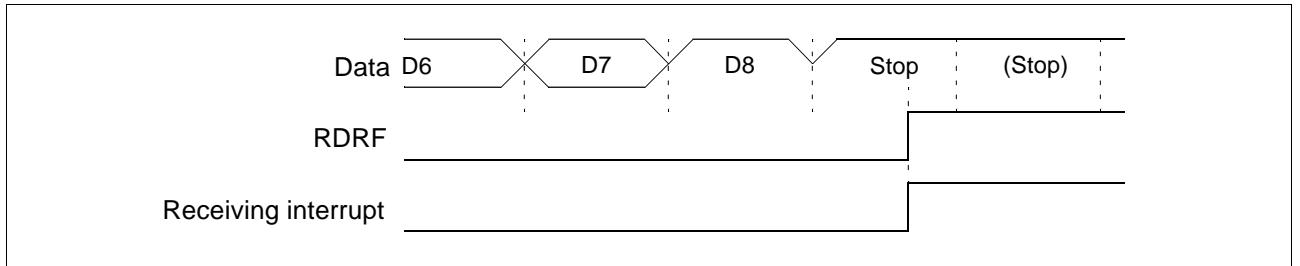 Data D6 D7 D8 Stop (Stop)
RDRF
Receiving interrupt